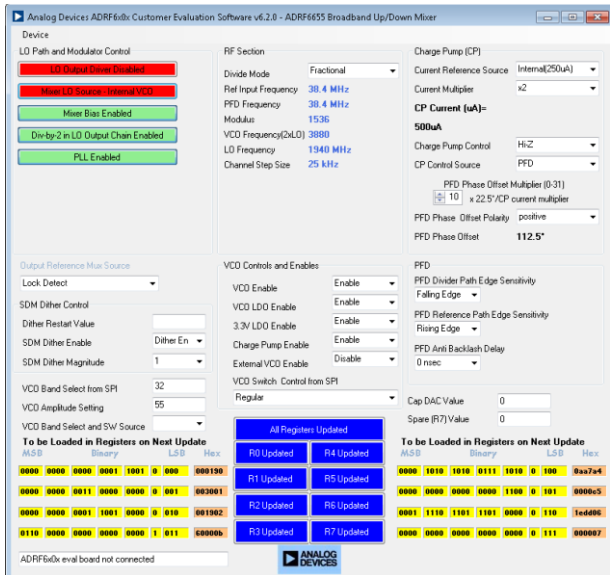 Analog Devices ADRF6x0x Customer Evaluation Software v6.2.0 - ADRF6655 Broadband Up/Down Mixer
Device
LO Path and Modulator Control
LO Output Driver Disabled
Mixer LO Source - Internal VCO
Mixer Bias Enabled
Div-by-2 in LO Output Chain Enabled
PLL Enabled
RF Section
Divide Mode Fractional
Ref Input Frequency 38.4 MHz
PFD Frequency 38.4 MHz
Modulus 1536
VCO Frequency(2xLO) 3880
LO Frequency 1940 MHz
Channel Step Size 25 kHz
Charge Pump (CP)
Current Reference Source Internal(250uA)
Current Multiplier x2
CP Current (uA)=
500uA
Charge Pump Control Hi-Z
CP Control Source PFD
PFD Phase Offset Multiplier (0-31)
10 x 22.5°/CP current multiplier
PFD Phase Offset Polarity positive
PFD Phase Offset 112.5°
Output Reference Mux Source
Lock Detect
SDM Dither Control
Dither Restart Value
SDM Dither Enable Dither En
SDM Dither Magnitude 1
VCO Band Select from SPI 32
VCO Amplitude Setting 55
VCO Band Select and SW Source
VCO Controls and Enables
VCO Enable Enable
VCO LDO Enable Enable
3.3V LDO Enable Enable
Charge Pump Enable Enable
External VCO Enable Disable
VCO Switch Control from SPI
Regular
PFD
PFD Divider Path Edge Sensitivity
Falling Edge
PFD Reference Path Edge Sensitivity
Rising Edge
PFD Anti Backlash Delay
0 nsec
Cap DAC Value 0
Spare (R7) Value 0
To be Loaded in Registers on Next Update
MSB Binary LSB Hex
0000 0000 0000 0001 1001 0 000 000190
0000 0000 0011 0000 0000 0 001 003001
0000 0000 0001 1001 0000 0 010 001902
0110 0000 0000 0000 0000 1 011 60000b
All Registers Updated
R0 Updated R4 Updated
R1 Updated R5 Updated
R2 Updated R6 Updated
R3 Updated R7 Updated
To be Loaded in Registers on Next Update
MSB Binary LSB Hex
0000 1010 1010 0111 1010 0 100 0aa7a4
0000 0000 0000 0000 1100 0 101 0000c5
0001 1110 1101 1101 0000 0 110 1edd06
0000 0000 0000 0000 0000 0 111 000007
ADRF6x0x eval board not connected
ANALOG
DEVICES